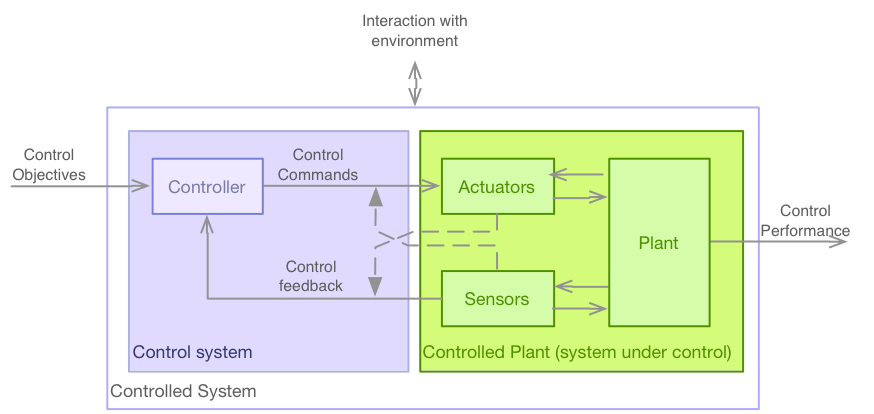 Interaction with
environment
Control
Objectives
Controller
Control
Commands
Actuators
Plant
Control
Performance
Control
feedback
Sensors
Control system
Controlled Plant (system under control)
Controlled System